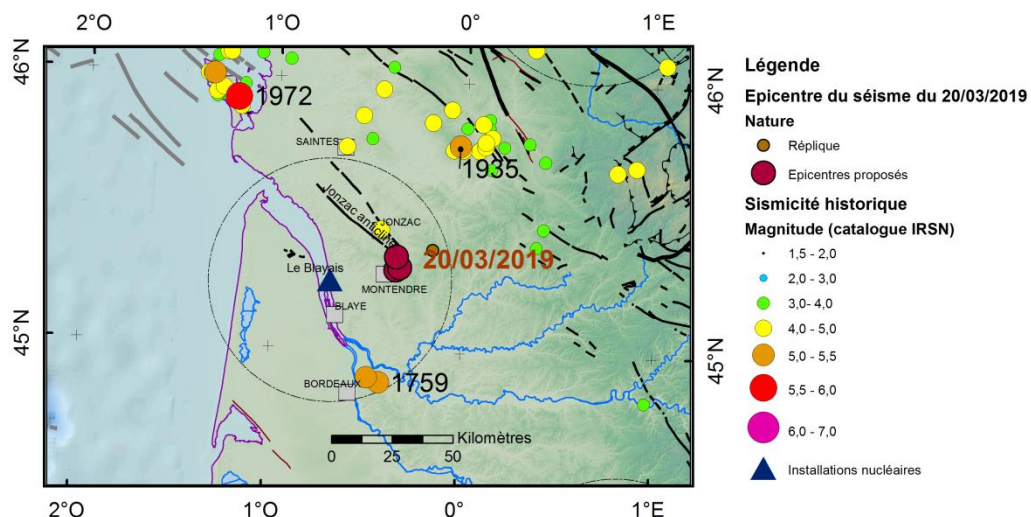 2°O
1°O
0°
1°E
46°N
46°N
1972
SAINTES
1935
Jonzac anticline
JONZAC
20/03/2019
Le Blayais
MONTENDRE
BLAYE
45°N
45°N
BORDEAUX
1759
Kilomètres
0 25 50
2°O
1°O
0°
1°E
Légende
Epicentre du séisme du 20/03/2019
Nature
Réplique
Epicentres proposés
Sismicité historique
Magnitude (catalogue IRSN)
1,5 - 2,0
2,0 - 3,0
3,0 - 4,0
4,0 - 5,0
5,0 - 5,5
5,5 - 6,0
6,0 - 7,0
Installations nucléaires